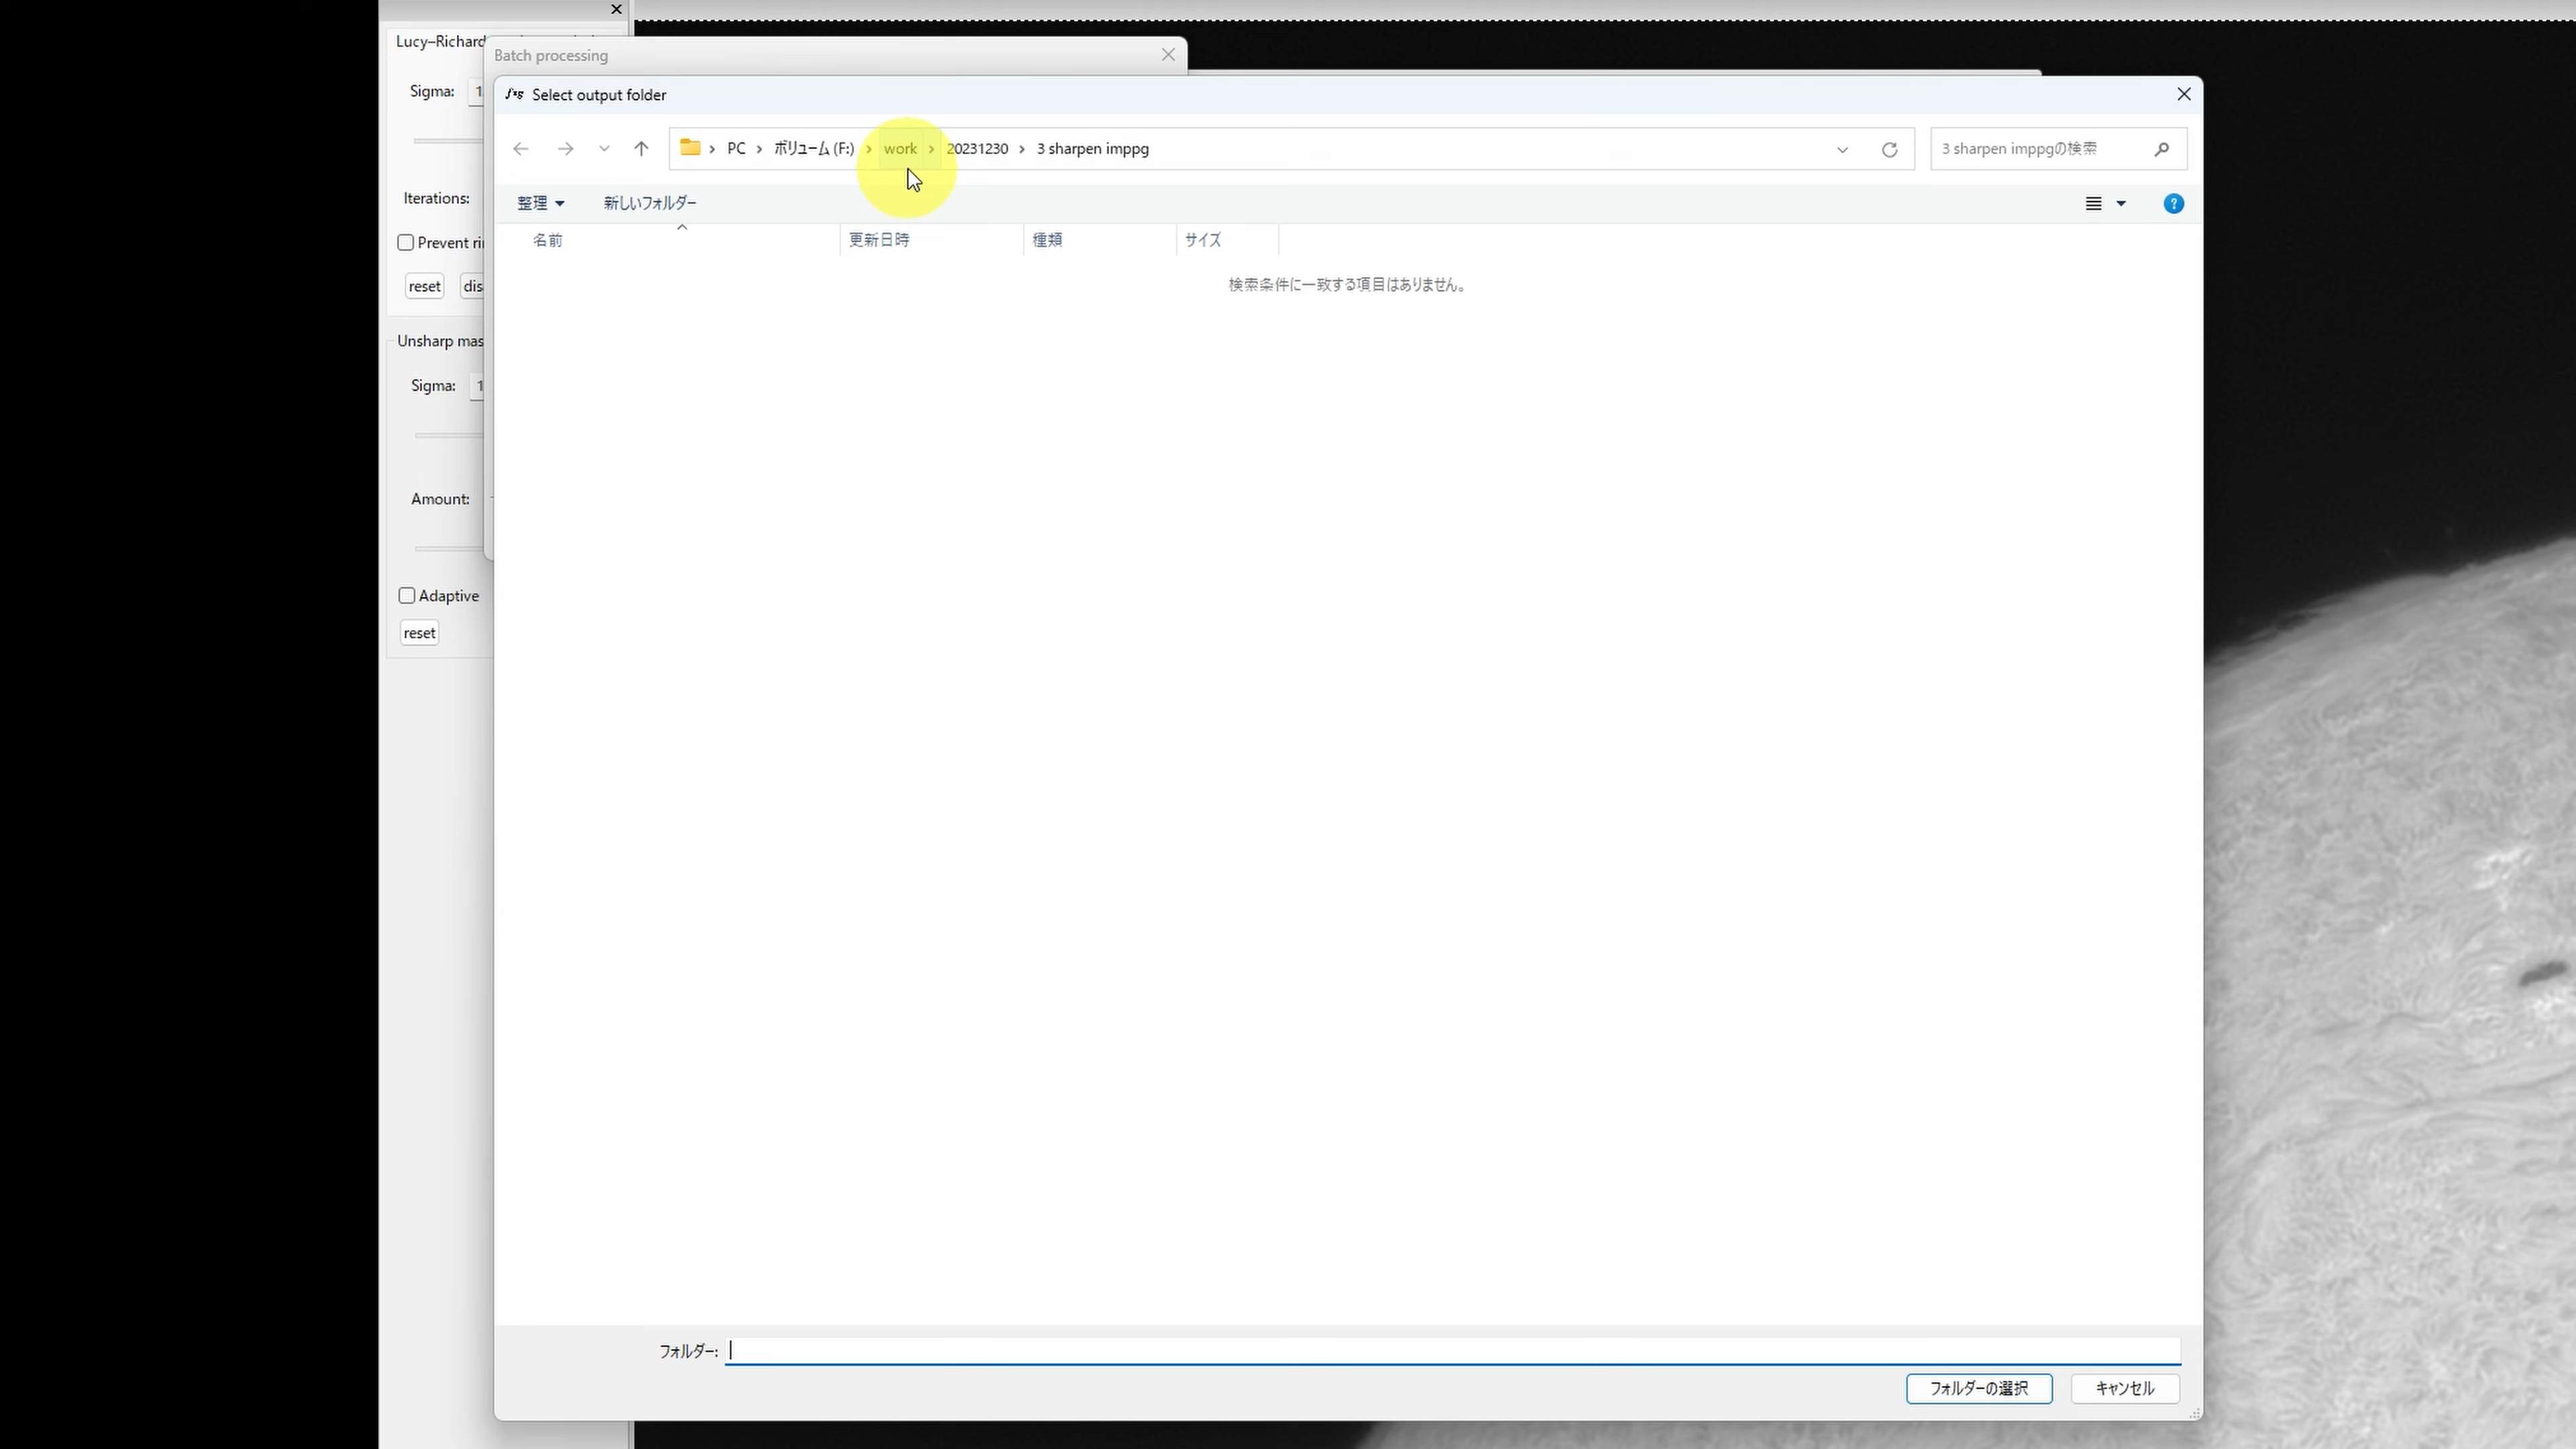 Lucy–Richard
Batch processing
Sigma:
Select output folder
PC › ボリューム (F:) › work › 20231230 › 3 sharpen imppg
3 sharpen imppgの検索
Iterations:
整理
新しいフォルダー
Prevent
名前
更新日時
種類
サイズ
reset
検索条件に一致する項目はありません。
Unsharp mas
Sigma:
Amount:
Adaptive
reset
フォルダー:
フォルダーの選択
キャンセル